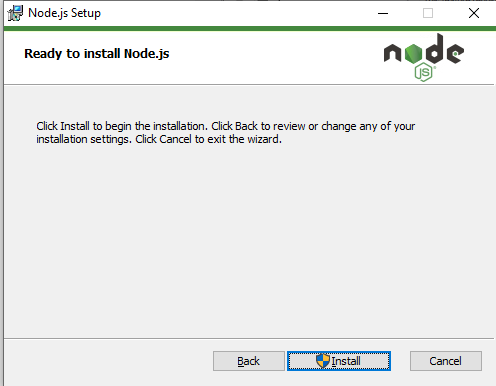 Node.js Setup
Ready to install Node.js
node
JS
Click Install to begin the installation. Click Back to review or change any of your
installation settings. Click Cancel to exit the wizard.
Back
Install
Cancel